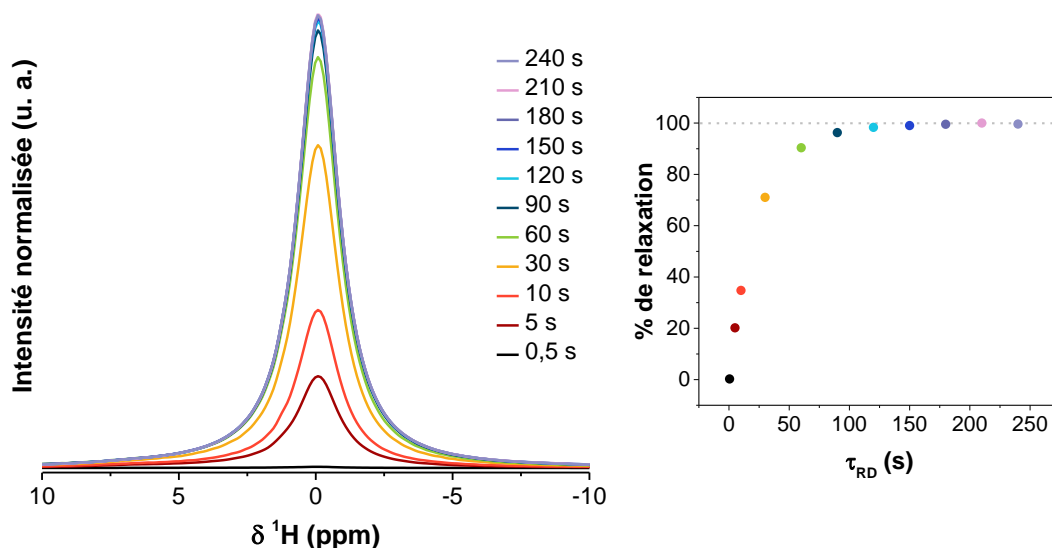 Intensité normalisée (u. a.)
240 s
210 s
180 s
150 s
120 s
90 s
60 s
30 s
10 s
5 s
0,5 s
10 5 0 -5 -10
δ ¹H (ppm)
% de relaxation
100
80
60
40
20
0
0 50 100 150 200 250
τRD (s)